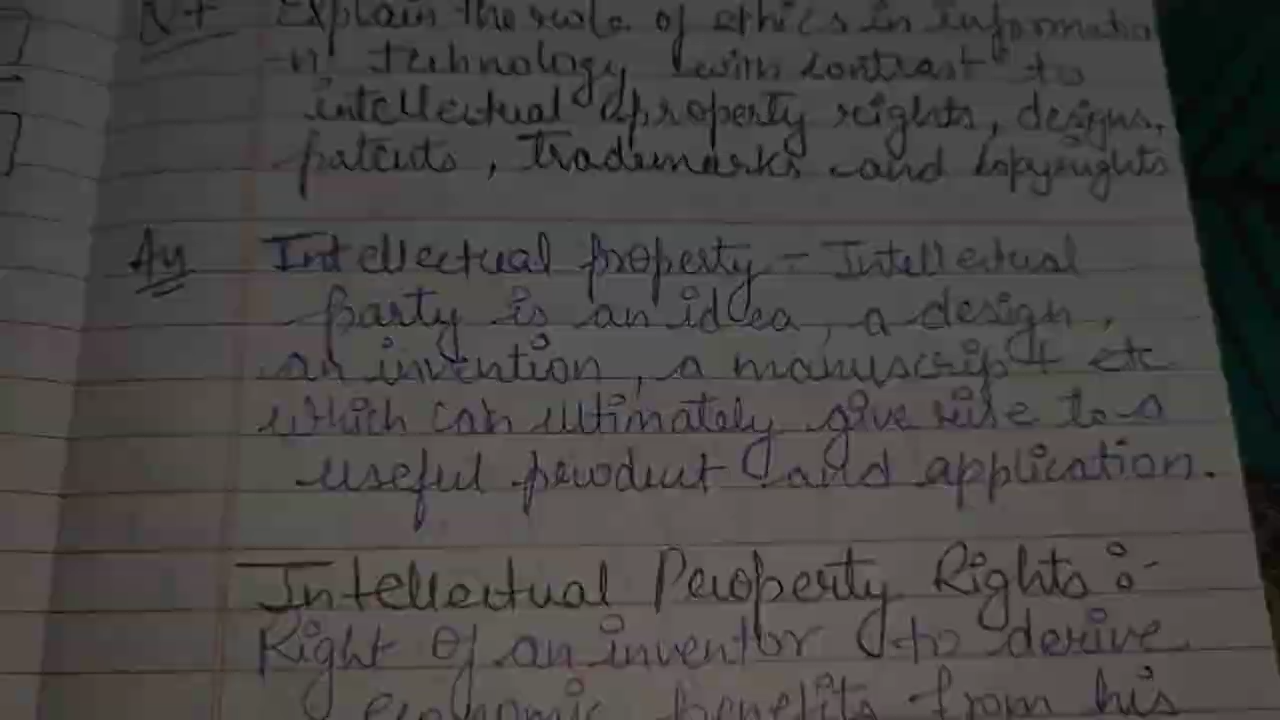 Explain the role of ethics in informatio
-n technology with contrast to
intellectual property rights, designs,
patents, Trademarks and copyrights
Intellectual property - Intellectual
party is an idea, a design,
an invention, a manuscript etc
which can ultimately give rise to a
useful product and application.
Intellectual Property Rights :-
Right of an inventor to derive
economic benefits from his